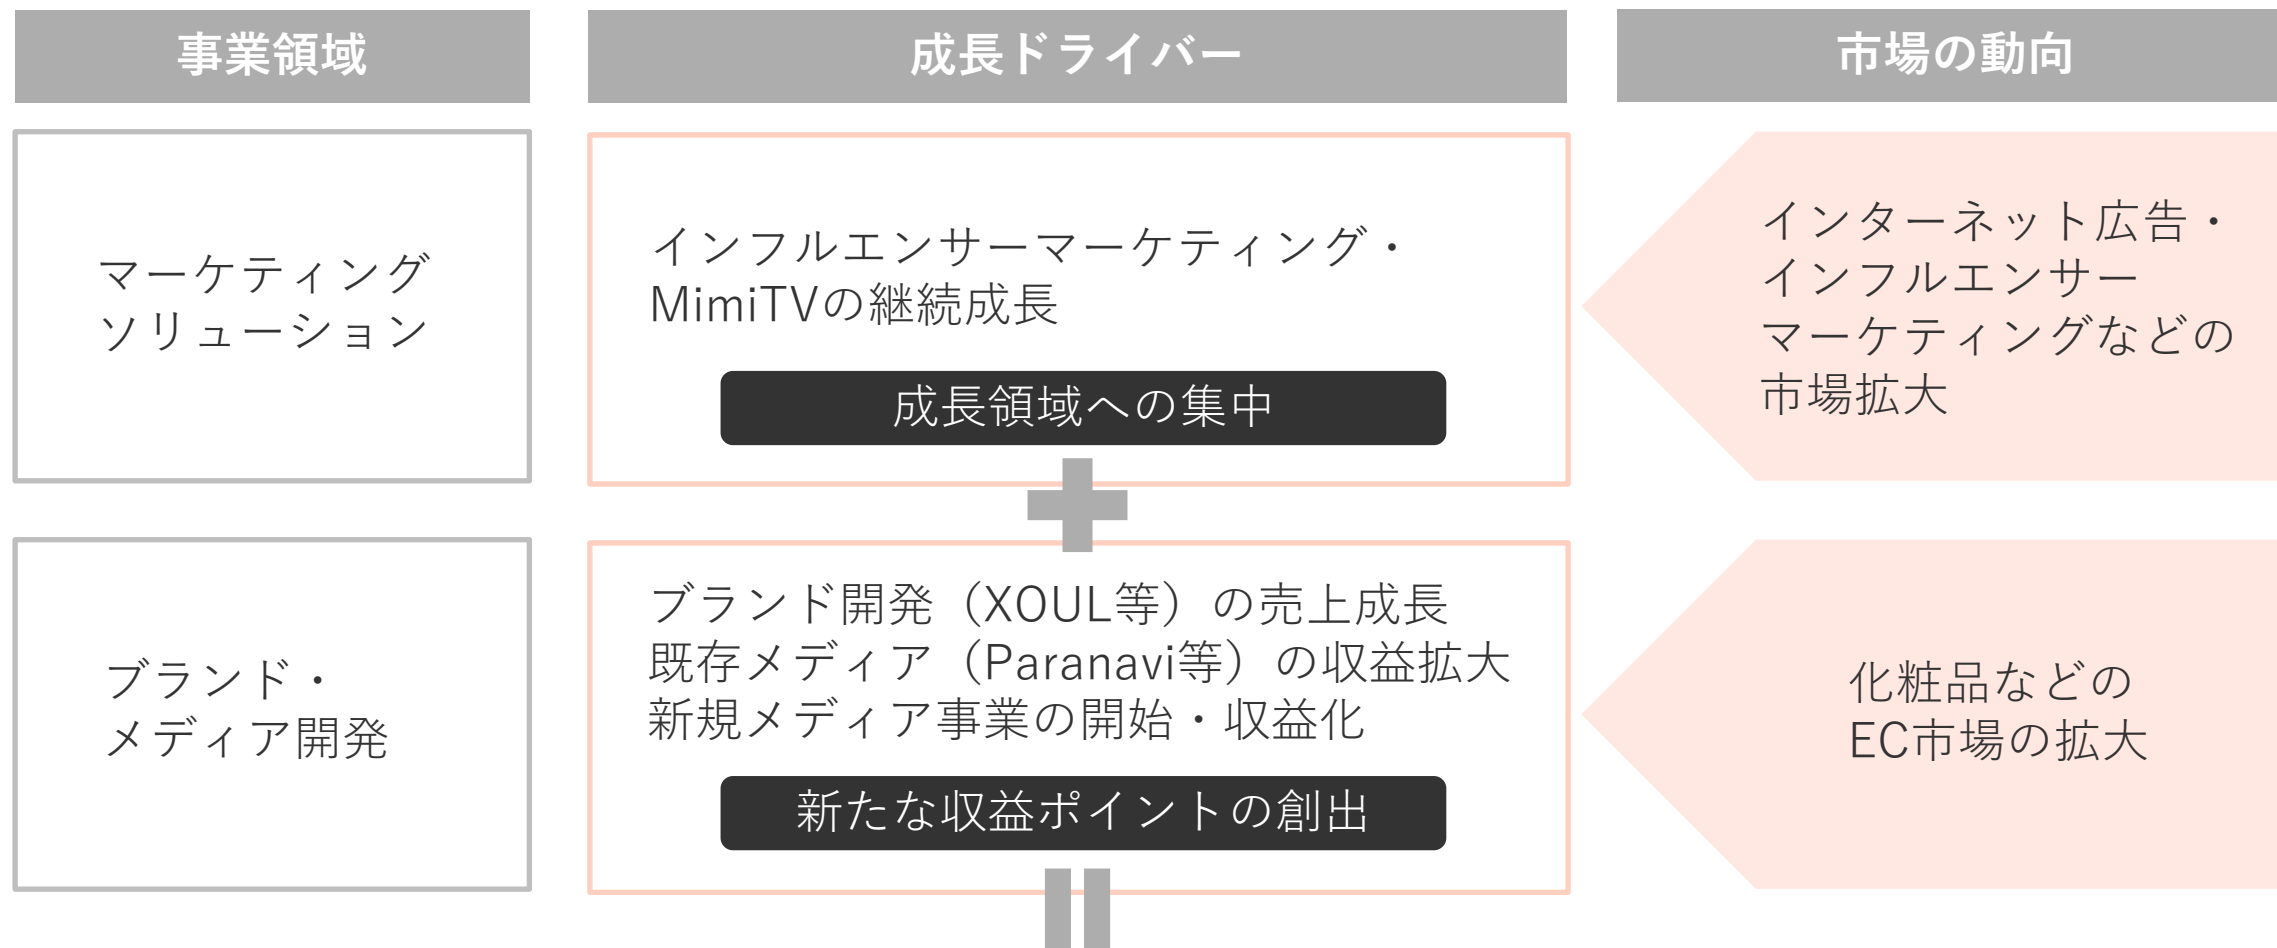 事業領域
成長ドライバー
市場の動向
マーケティング
ソリューション
インフルエンサーマーケティング・
MimiTVの継続成長
成長領域への集中
インターネット広告・
インフルエンサー
マーケティングなどの
市場拡大
ブランド・
メディア開発
ブランド開発（XOUL等）の売上成長
既存メディア（Paranavi等）の収益拡大
新規メディア事業の開始・収益化
新たな収益ポイントの創出
化粧品などの
EC市場の拡大